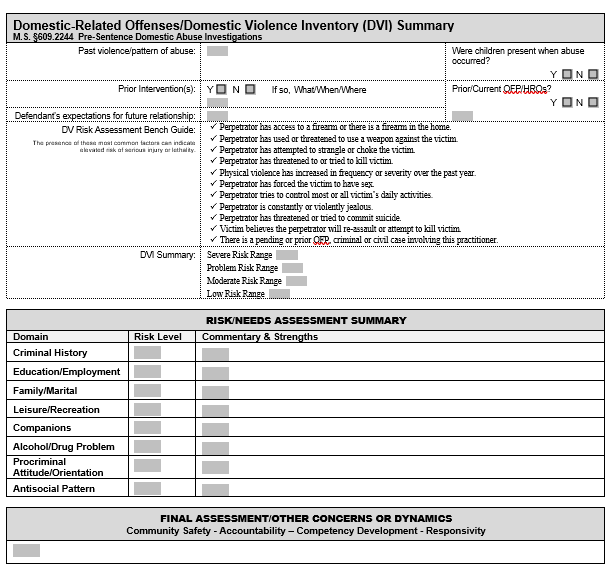 Domestic-Related Offenses/Domestic Violence Inventory (DVI) Summary
M.S. §609.2244  Pre-Sentence Domestic Abuse Investigations
Past violence/pattern of abuse:
Were children present when abuse occurred?
Y N
Prior Intervention(s):
Y N If so, What/When/Where
Prior/Current OFP/HROs?
Y N
Defendant's expectations for future relationship:
DV Risk Assessment Bench Guide:
The presence of these most common factors can indicate
elevated risk of serious injury or lethality.
✓ Perpetrator has access to a firearm or there is a firearm in the home.
✓ Perpetrator has used or threatened to use a weapon against the victim.
✓ Perpetrator has attempted to strangle or choke the victim.
✓ Perpetrator has threatened to or tried to kill victim.
✓ Physical violence has increased in frequency or severity over the past year.
✓ Perpetrator has forced the victim to have sex.
✓ Perpetrator tries to control most or all victim's daily activities.
✓ Perpetrator is constantly or violently jealous.
✓ Perpetrator has threatened or tried to commit suicide.
✓ Victim believes the perpetrator will re-assault or attempt to kill victim.
✓ There is a pending or prior OFP, criminal or civil case involving this practitioner.
DVI Summary:
Severe Risk Range
Problem Risk Range
Moderate Risk Range
Low Risk Range
RISK/NEEDS ASSESSMENT SUMMARY
Domain Risk Level Commentary & Strengths
Criminal History
Education/Employment
Family/Marital
Leisure/Recreation
Companions
Alcohol/Drug Problem
Procriminal
Attitude/Orientation
Antisocial Pattern
FINAL ASSESSMENT/OTHER CONCERNS OR DYNAMICS
Community Safety - Accountability – Competency Development - Responsivity